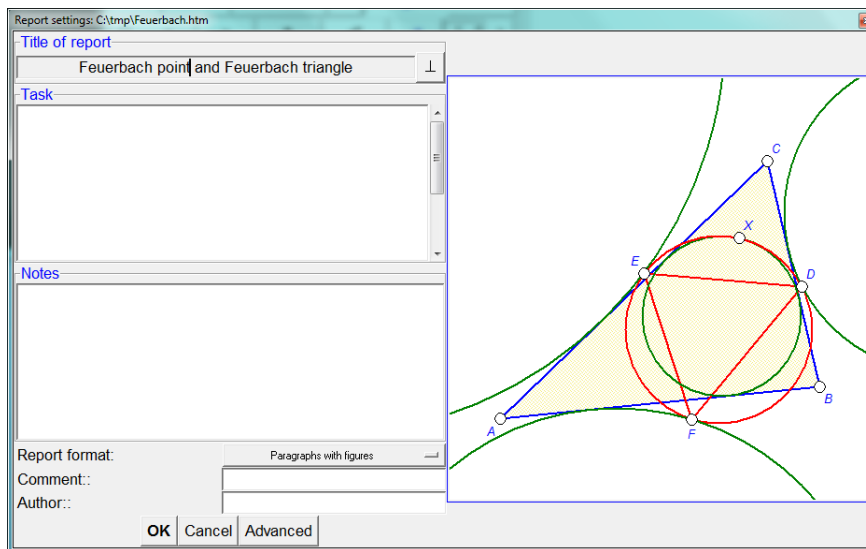 Report settings: C:\tmp\Feuerbach.htm
Title of report
Feuerbach point and Feuerbach triangle
Task
Notes
Report format:
Paragraphs with figures
Comment::
Author::
OK Cancel Advanced
C
X
E
D
B
A
F